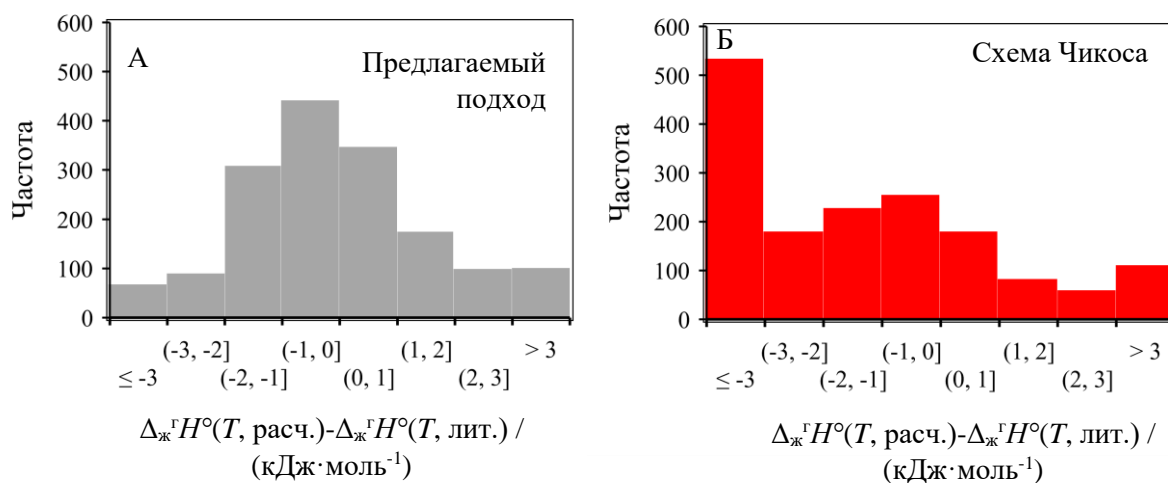 А
Предлагаемый
подход
Частота
600
500
400
300
200
100
0
(-3, -2] (-1, 0] (1, 2] > 3
≤ -3 (-2, -1] (0, 1] (2, 3]
Δжг H°(T, расч.)-Δжг H°(T, лит.) /
(кДж·моль-1)
Б
Схема Чикоса
Частота
600
500
400
300
200
100
0
(-3, -2] (-1, 0] (1, 2] > 3
≤ -3 (-2, -1] (0, 1] (2, 3]
Δжг H°(T, расч.)-Δжг H°(T, лит.) /
(кДж·моль-1)